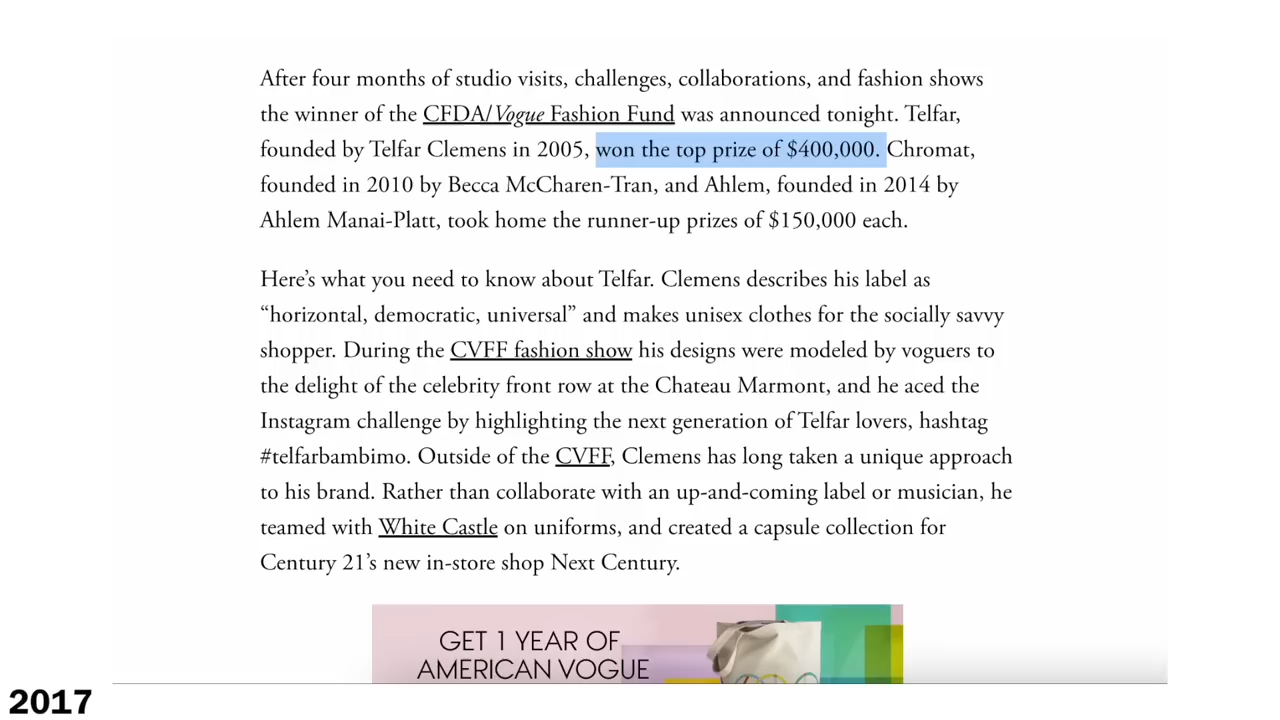 After four months of studio visits, challenges, collaborations, and fashion shows
the winner of the CFDA/Vogue Fashion Fund was announced tonight. Telfar,
founded by Telfar Clemens in 2005, won the top prize of $400,000. Chromat,
founded in 2010 by Becca McCharen-Tran, and Ahlem, founded in 2014 by
Ahlem Manai-Platt, took home the runner-up prizes of $150,000 each.
Here’s what you need to know about Telfar. Clemens describes his label as
“horizontal, democratic, universal” and makes unisex clothes for the socially savvy
shopper. During the CVFF fashion show his designs were modeled by voguers to
the delight of the celebrity front row at the Chateau Marmont, and he aced the
Instagram challenge by highlighting the next generation of Telfar lovers, hashtag
#telfarbambimo. Outside of the CVFF, Clemens has long taken a unique approach
to his brand. Rather than collaborate with an up-and-coming label or musician, he
teamed with White Castle on uniforms, and created a capsule collection for
Century 21’s new in-store shop Next Century.
GET 1 YEAR OF
AMERICAN VOGUE
2017